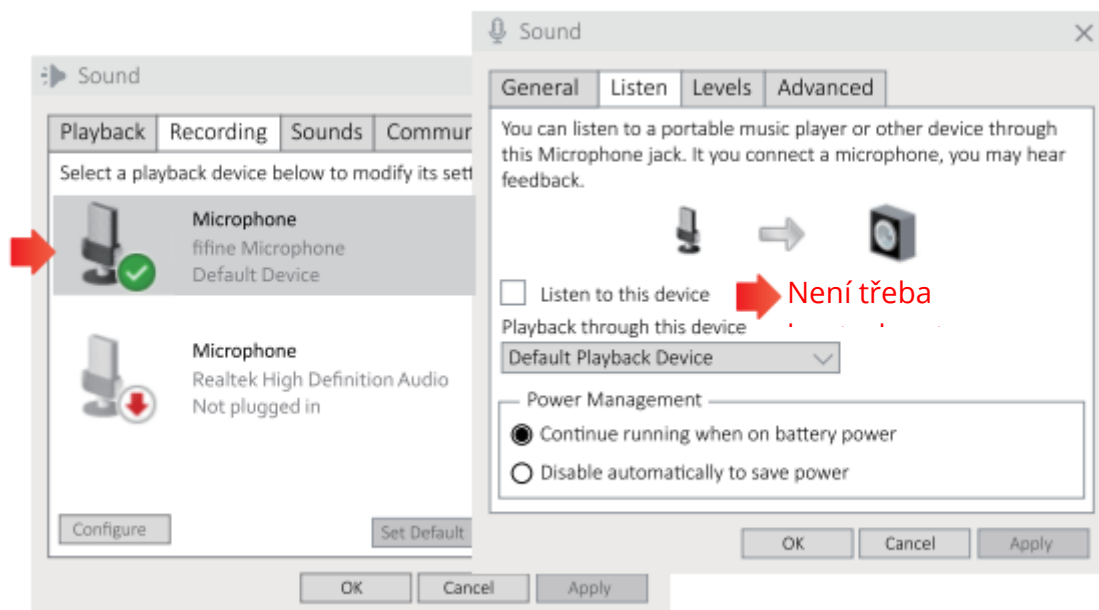 Sound
Playback Recording Sounds Commur
Select a playback device below to modify its sett
Microphone
fifine Microphone
Default Device
Microphone
Realtek High Definition Audio
Not plugged in
Configure
Set Default
OK Cancel Apply
Sound
General Listen Levels Advanced
You can listen to a portable music player or other device through
this Microphone jack. It you connect a microphone, you may hear
feedback.
Listen to this device
Není třeba
Playback through this device
Default Playback Device
Power Management
Continue running when on battery power
Disable automatically to save power
OK Cancel Apply